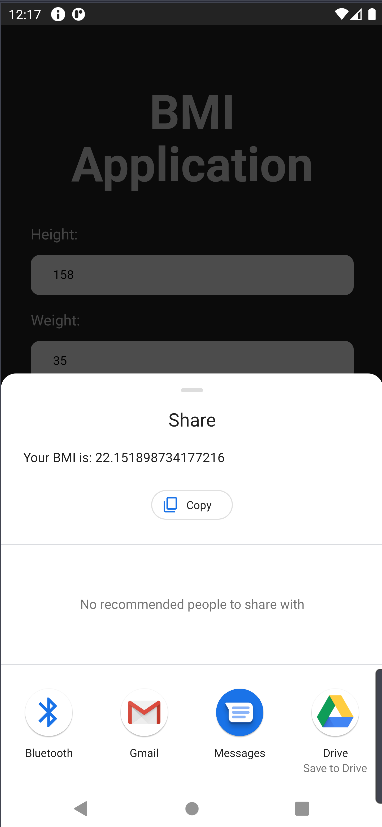 12:17
BMI
Application
Height:
158
Weight:
35
Share
Your BMI is: 22.151898734177216
Copy
No recommended people to share with
Bluetooth
Gmail
Messages
Drive
Save to Drive